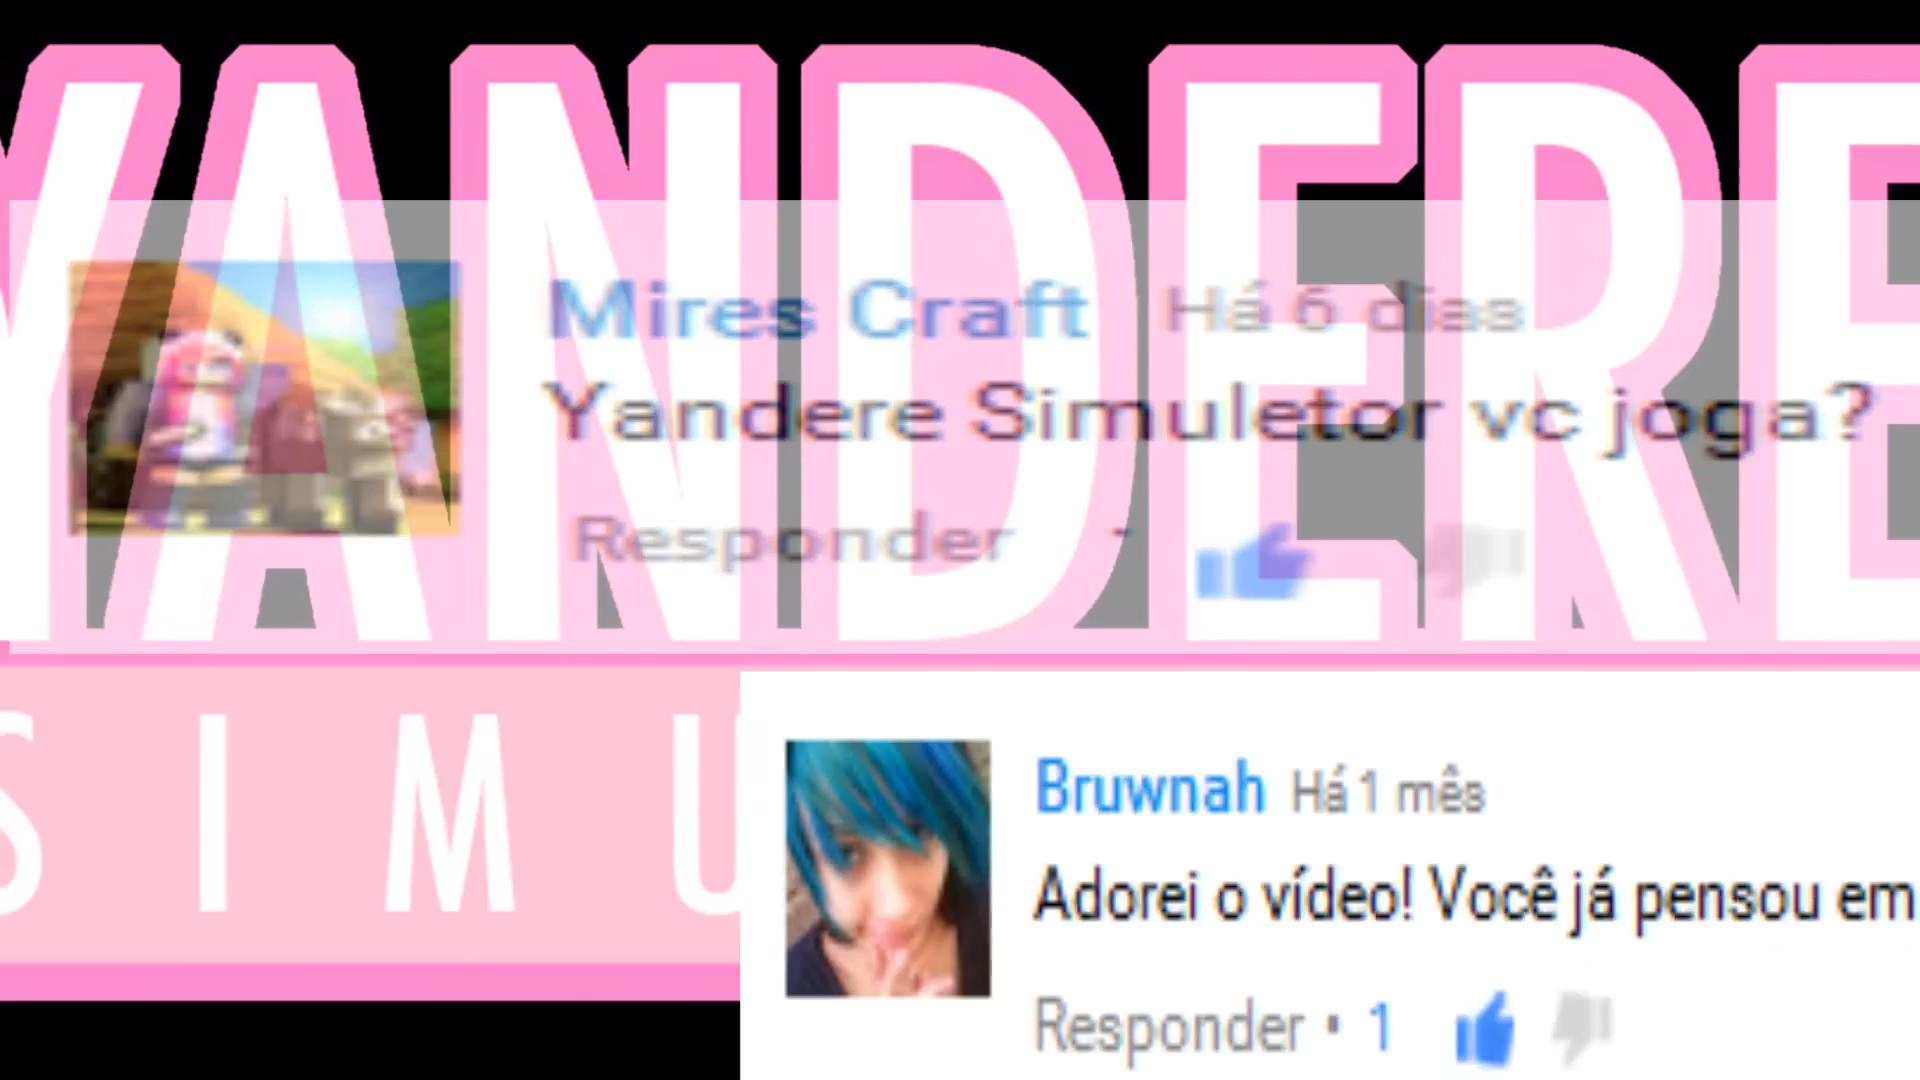 YANDERE
Mires Craft Há 6 dias
Yandere Simuletor vc joga?
Responder ·
SIMU
Bruwnah Há 1 mês
Adorei o vídeo! Você já pensou em
Responder • 1